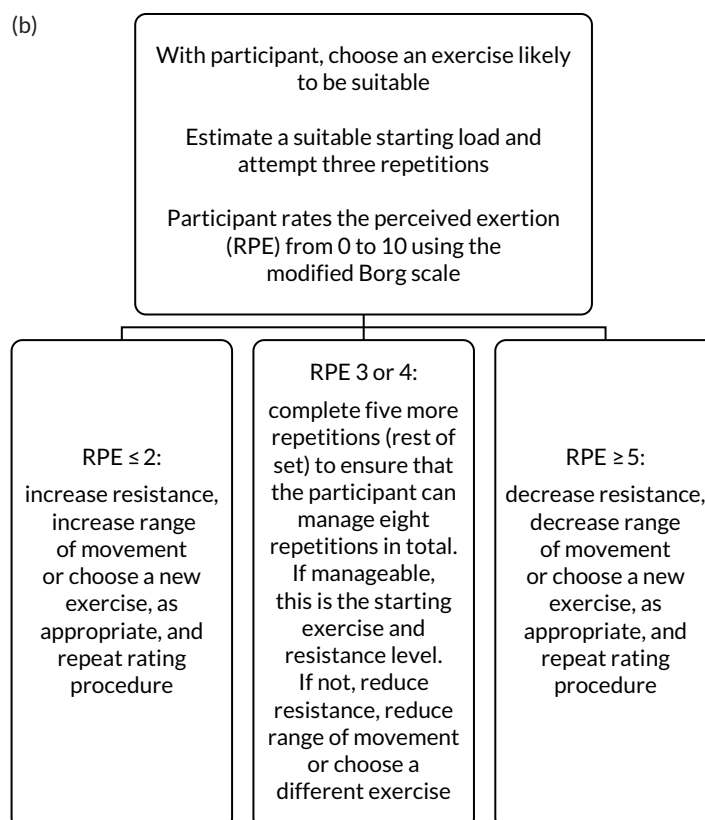 (b)
With participant, choose an exercise likely
to be suitable
Estimate a suitable starting load and
attempt three repetitions
Participant rates the perceived exertion
(RPE) from 0 to 10 using the
modified Borg scale
RPE ≤ 2:
increase resistance,
increase range
of movement
or choose a new
exercise, as
appropriate, and
repeat rating
procedure
RPE 3 or 4:
complete five more
repetitions (rest of
set) to ensure that
the participant can
manage eight
repetitions in total.
If manageable,
this is the starting
exercise and
resistance level.
If not, reduce
resistance, reduce
range of movement
or choose a
different exercise
RPE ≥ 5:
decrease resistance,
decrease range
of movement
or choose a new
exercise, as
appropriate, and
repeat rating
procedure